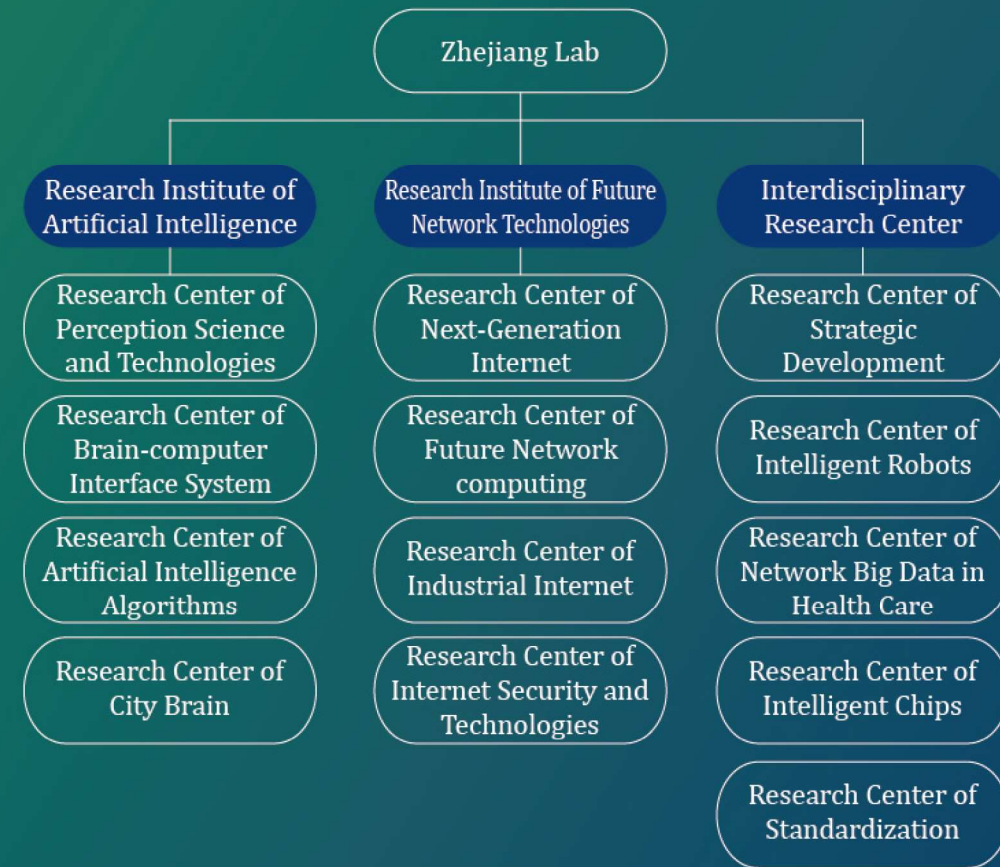 Zhejiang Lab
Research Institute of
Artificial Intelligence
Research Center of
Perception Science
and Technologies
Research Center of
Brain-computer
Interface System
Research Center of
Artificial Intelligence
Algorithms
Research Center of
City Brain
Research Institute of Future
Network Technologies
Research Center of
Next-Generation
Internet
Research Center of
Future Network
computing
Research Center of
Industrial Internet
Research Center of
Internet Security and
Technologies
Interdisciplinary
Research Center
Research Center of
Strategic
Development
Research Center of
Intelligent Robots
Research Center of
Network Big Data in
Health Care
Research Center of
Intelligent Chips
Research Center of
Standardization